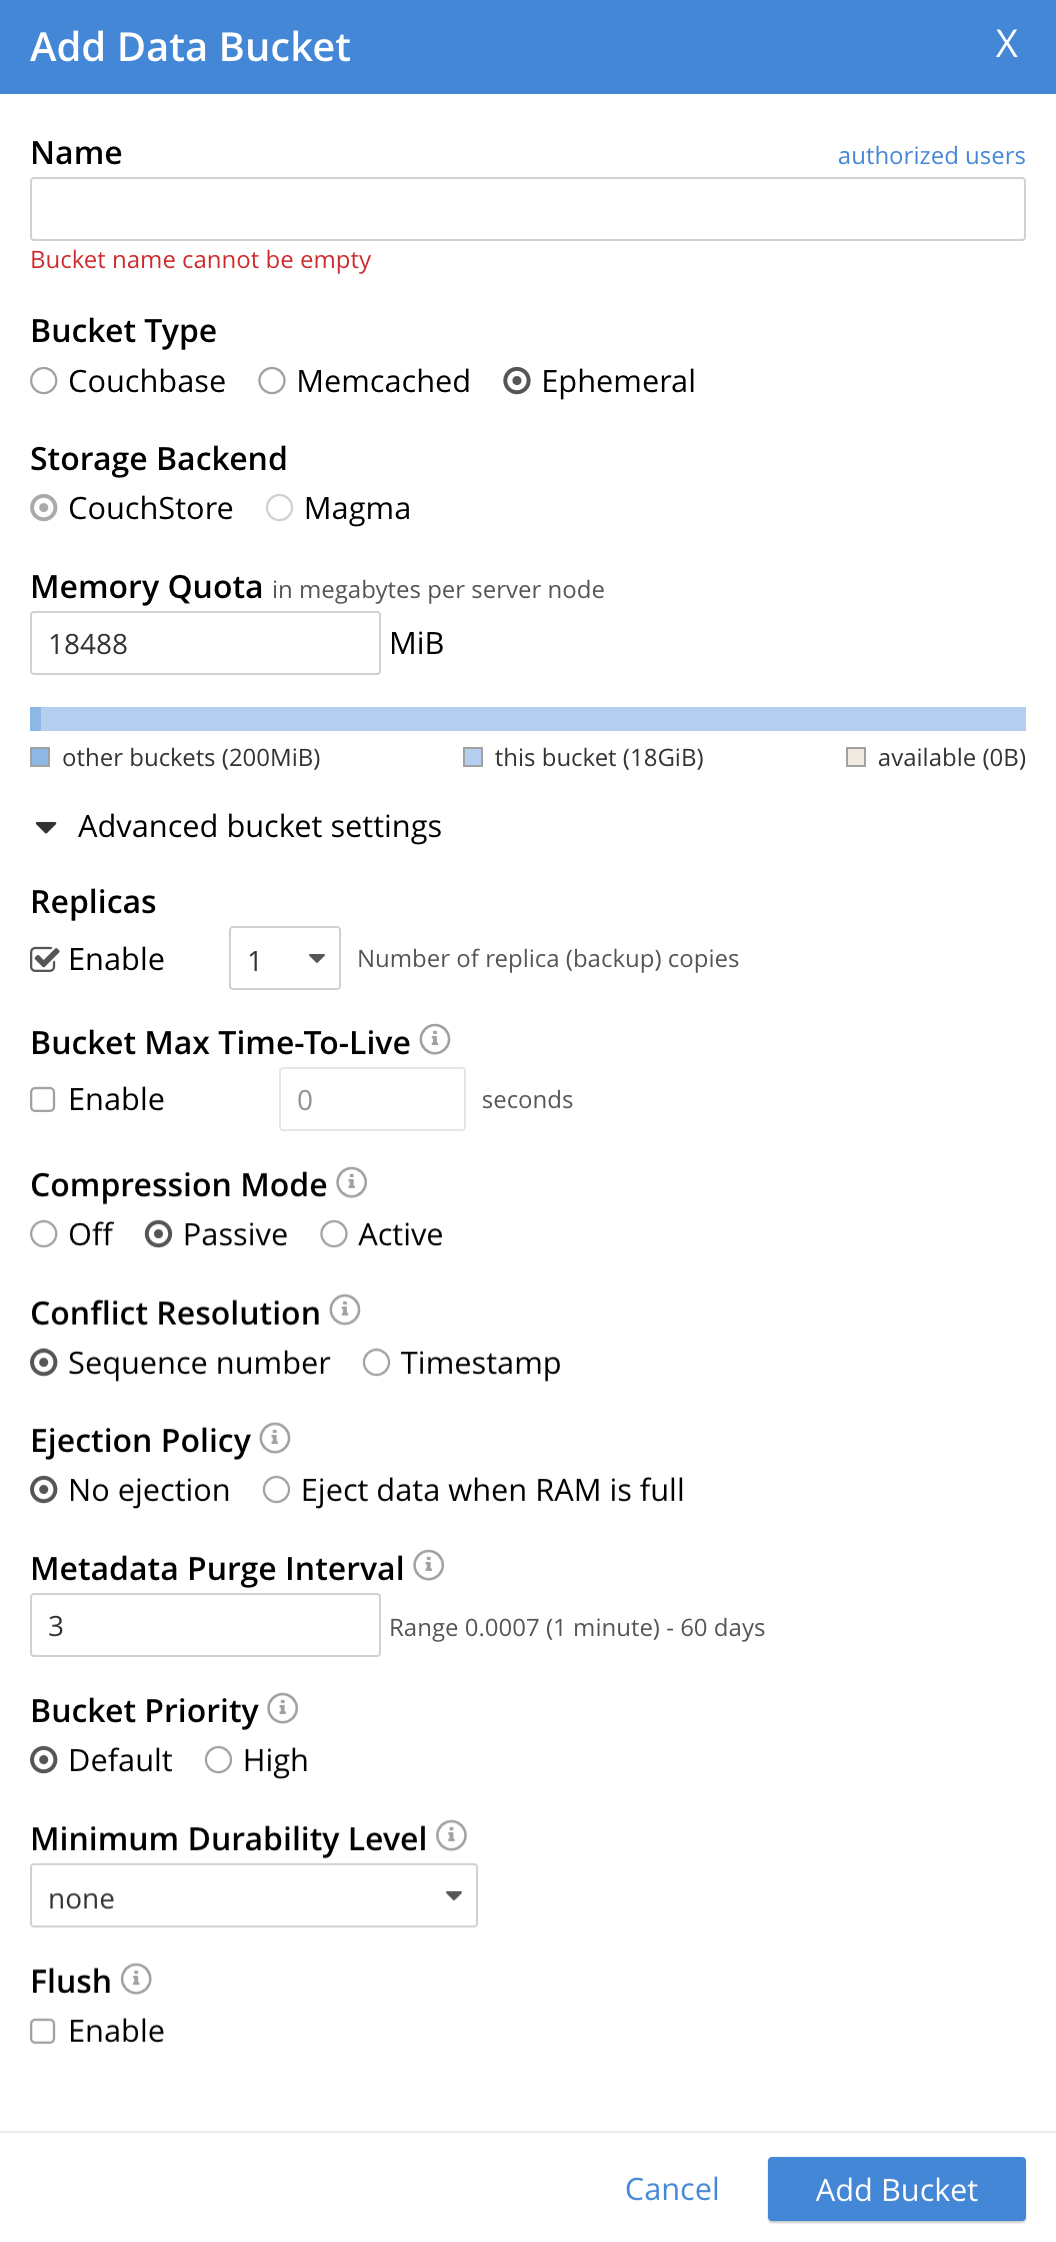 Add Data Bucket X
Name authorized users
Bucket name cannot be empty
Bucket Type
Couchbase Memcached Ephemeral
Storage Backend
CouchStore Magma
Memory Quota in megabytes per server node
18488 MiB
other buckets (200MiB) this bucket (18GiB) available (0B)
Advanced bucket settings
Replicas
Enable 1 Number of replica (backup) copies
Bucket Max Time-To-Live
Enable 0 seconds
Compression Mode
Off Passive Active
Conflict Resolution
Sequence number Timestamp
Ejection Policy
No ejection Eject data when RAM is full
Metadata Purge Interval
3 Range 0.0007 (1 minute) - 60 days
Bucket Priority
Default High
Minimum Durability Level
none
Flush
Enable
Cancel Add Bucket